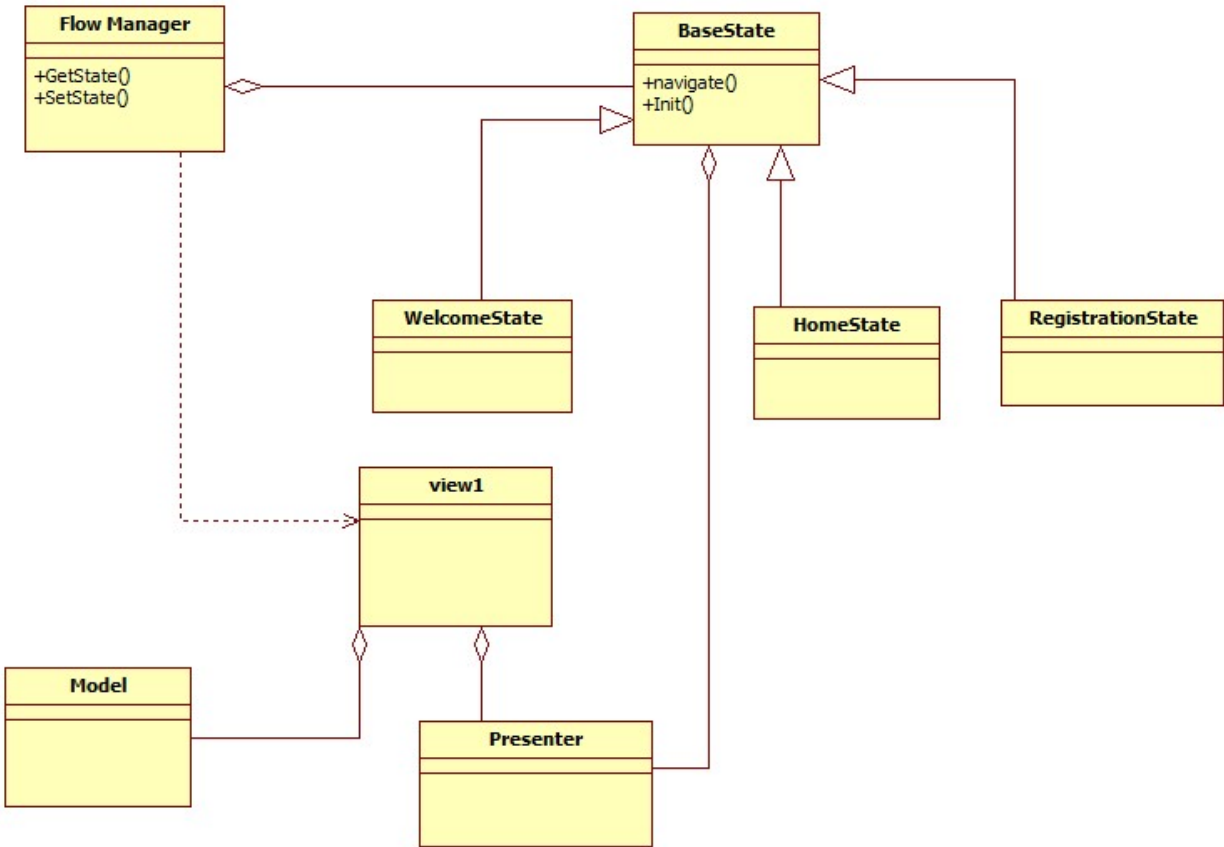 Flow Manager
+GetState()
+SetState()
BaseState
+navigate()
+Init()
WelcomeState
HomeState
RegistrationState
view1
Model
Presenter